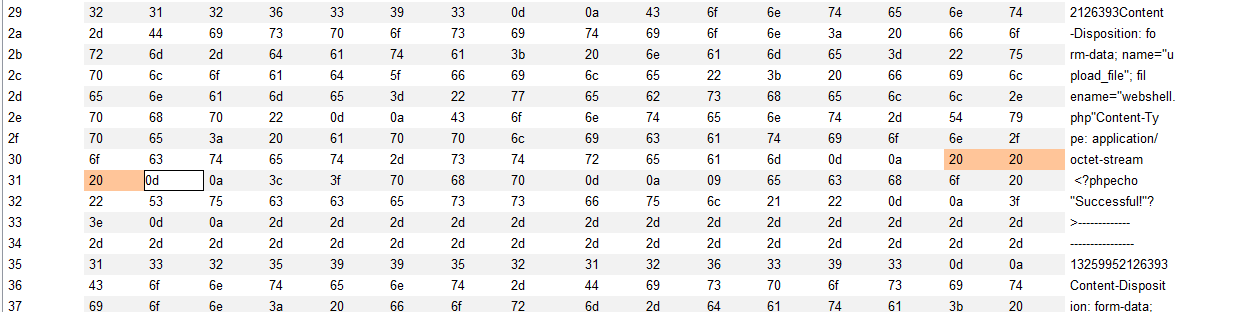 29 32 31 32 36 33 39 33 0d 0a 43 6f 6e 74 65 6e 74 2126393Content
2a 2d 44 69 73 70 6f 73 69 74 69 6f 6e 3a 20 66 6f -Disposition: fo
2b 72 6d 2d 64 61 74 61 3b 20 6e 61 6d 65 3d 22 75 rm-data; name="u
2c 70 6c 6f 61 64 5f 66 69 6c 65 22 3b 20 66 69 6c pload_file"; fil
2d 65 6e 61 6d 65 3d 22 77 65 62 73 68 65 6c 6c 2e ename="webshell.
2e 70 68 70 22 0d 0a 43 6f 6e 74 65 6e 74 2d 54 79 php"Content-Ty
2f 70 65 3a 20 61 70 70 6c 69 63 61 74 69 6f 6e 2f pe: application/
30 6f 63 74 65 74 2d 73 74 72 65 61 6d 0d 0a 20 20 octet-stream
31 20 0d 0a 3c 3f 70 68 70 0d 0a 09 65 63 68 6f 20 <?phpecho
32 22 53 75 63 63 65 73 73 66 75 6c 21 22 0d 0a 3f "Successful!"?
33 3e 0d 0a 2d 2d 2d 2d 2d 2d 2d 2d 2d 2d 2d 2d 2d >-------------
34 2d 2d 2d 2d 2d 2d 2d 2d 2d 2d 2d 2d 2d 2d 2d 2d ----------------
35 31 33 32 35 39 39 35 32 31 32 36 33 39 33 0d 0a 13259952126393
36 43 6f 6e 74 65 6e 74 2d 44 69 73 70 6f 73 69 74 Content-Disposit
37 69 6f 6e 3a 20 66 6f 72 6d 2d 64 61 74 61 3b 20 ion: form-data;